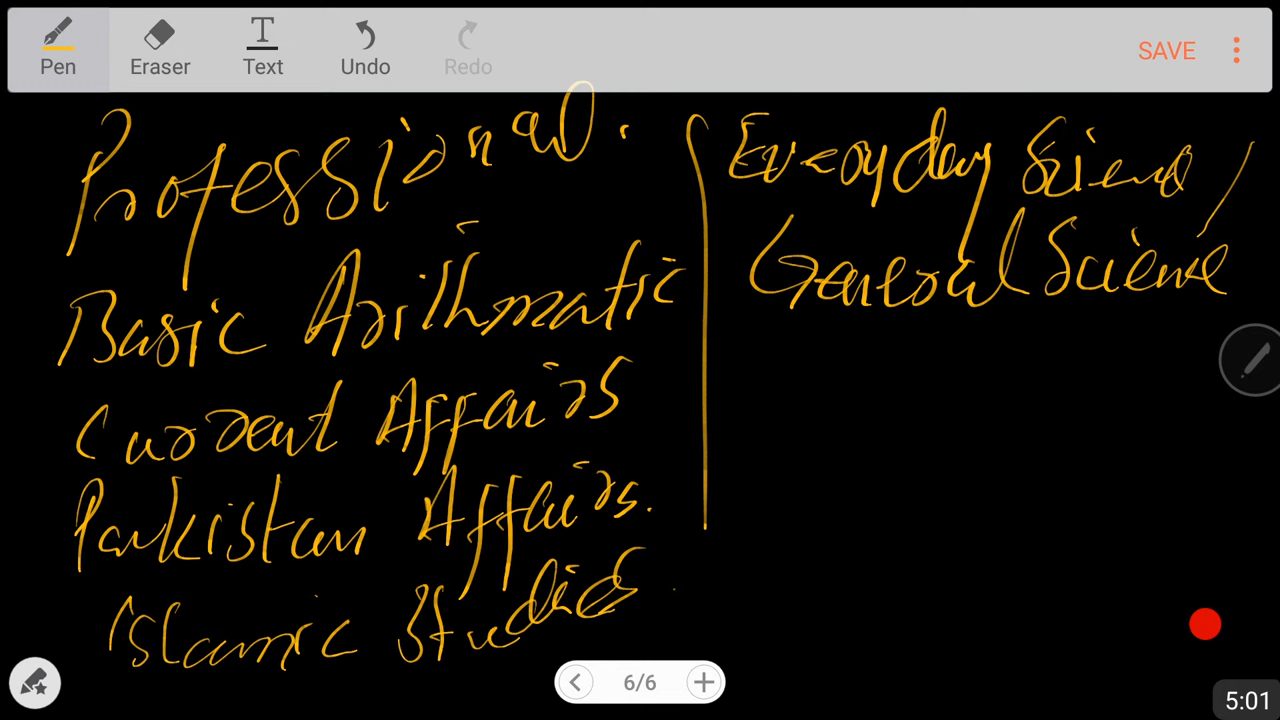 Pen
Eraser
Text
Undo
Redo
SAVE
Professional.
Basic Arithmatic
Current Affairs
Pakistan Affairs.
Islamic Studies
Everyday Science /
General Science
6/6
5:01